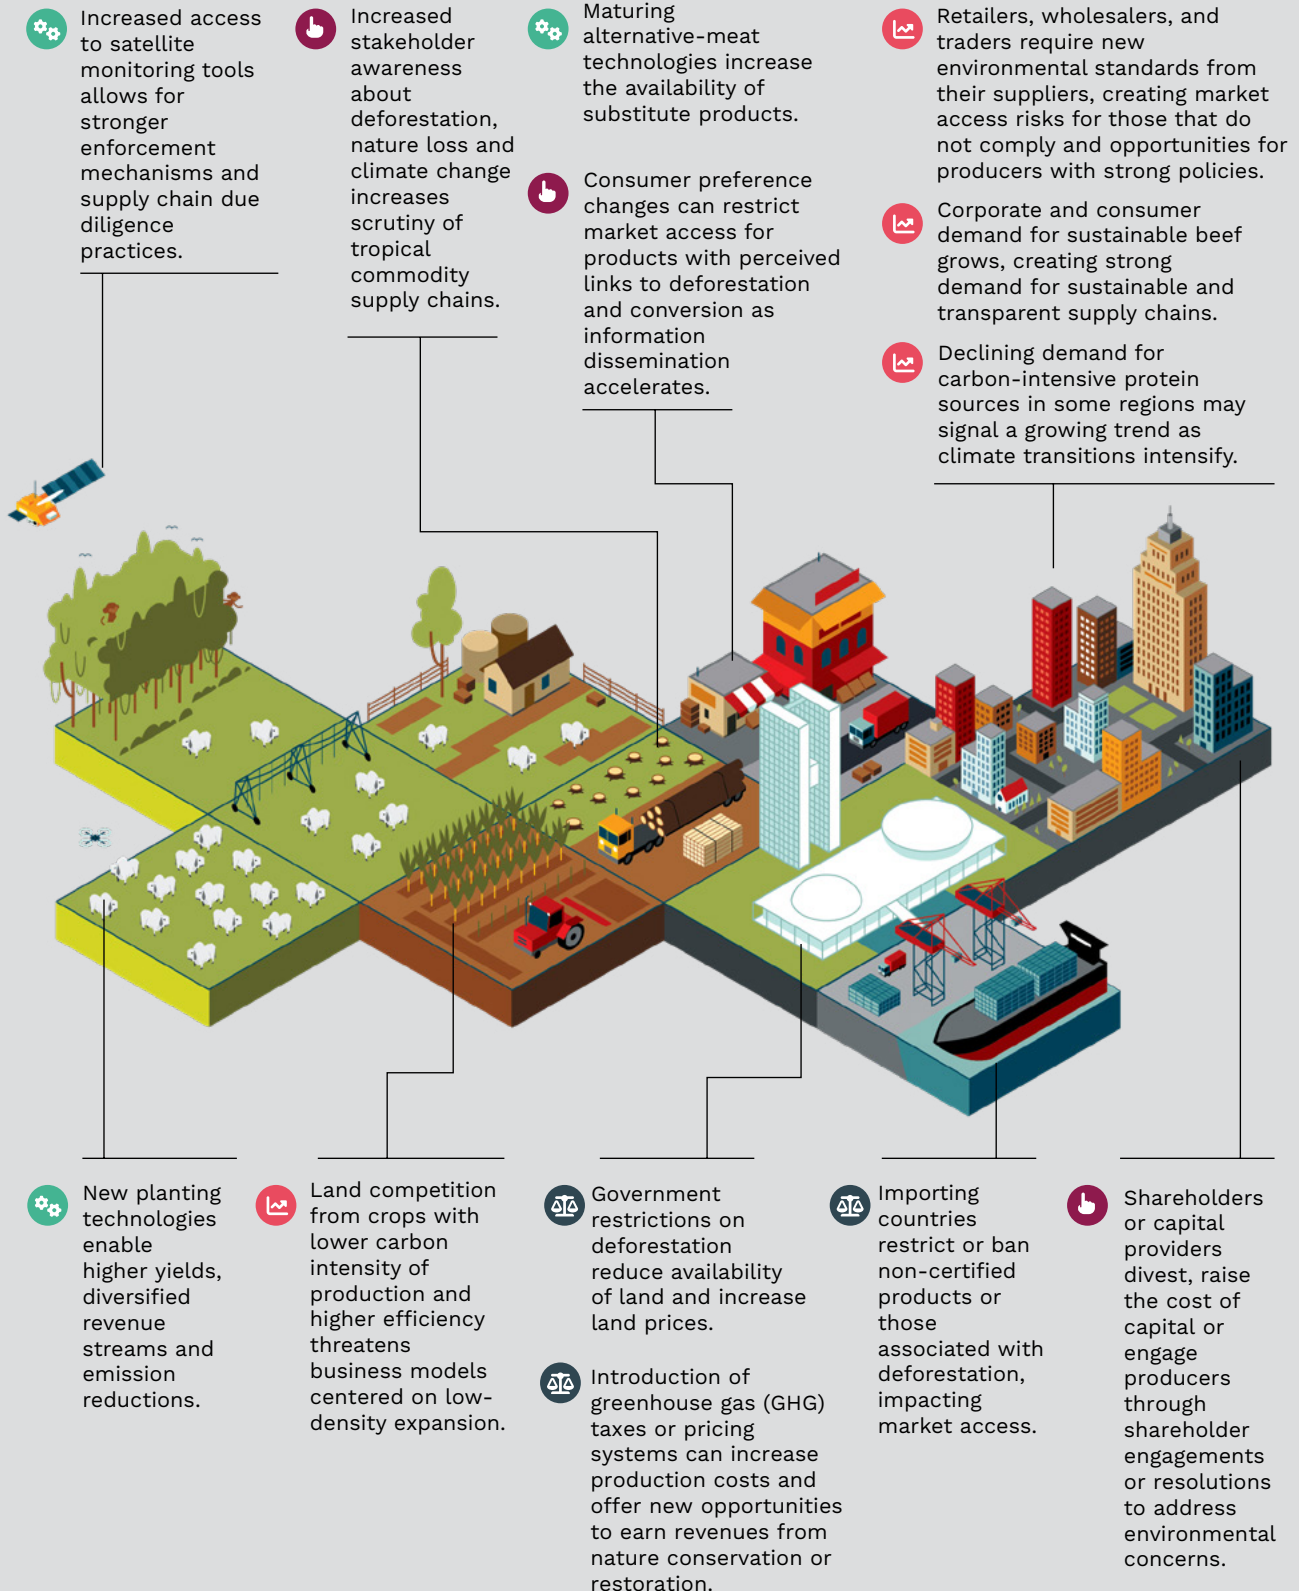 Increased access
to satellite
monitoring tools
allows for
stronger
enforcement
mechanisms and
supply chain due
diligence
practices.
Increased
stakeholder
awareness
about
deforestation,
nature loss and
climate change
increases
scrutiny of
tropical
commodity
supply chains.
Maturing
alternative-meat
technologies increase
the availability of
substitute products.
Consumer preference
changes can restrict
market access for
products with perceived
links to deforestation
and conversion as
information
dissemination
accelerates.
Retailers, wholesalers, and
traders require new
environmental standards from
their suppliers, creating market
access risks for those that do
not comply and opportunities for
producers with strong policies.
Corporate and consumer
demand for sustainable beef
grows, creating strong
demand for sustainable and
transparent supply chains.
Declining demand for
carbon-intensive protein
sources in some regions may
signal a growing trend as
climate transitions intensify.
New planting
technologies
enable
higher yields,
diversified
revenue
streams and
emission
reductions.
Land competition
from crops with
lower carbon
intensity of
production and
higher efficiency
threatens
business models
centered on low-
density expansion.
Government
restrictions on
deforestation
reduce availability
of land and increase
land prices.
Introduction of
greenhouse gas (GHG)
taxes or pricing
systems can increase
production costs and
offer new opportunities
to earn revenues from
nature conservation or
restoration.
Importing
countries
restrict or ban
non-certified
products or
those
associated with
deforestation,
impacting
market access.
Shareholders
or capital
providers
divest, raise
the cost of
capital or
engage
producers
through
shareholder
engagements
or resolutions
to address
environmental
concerns.